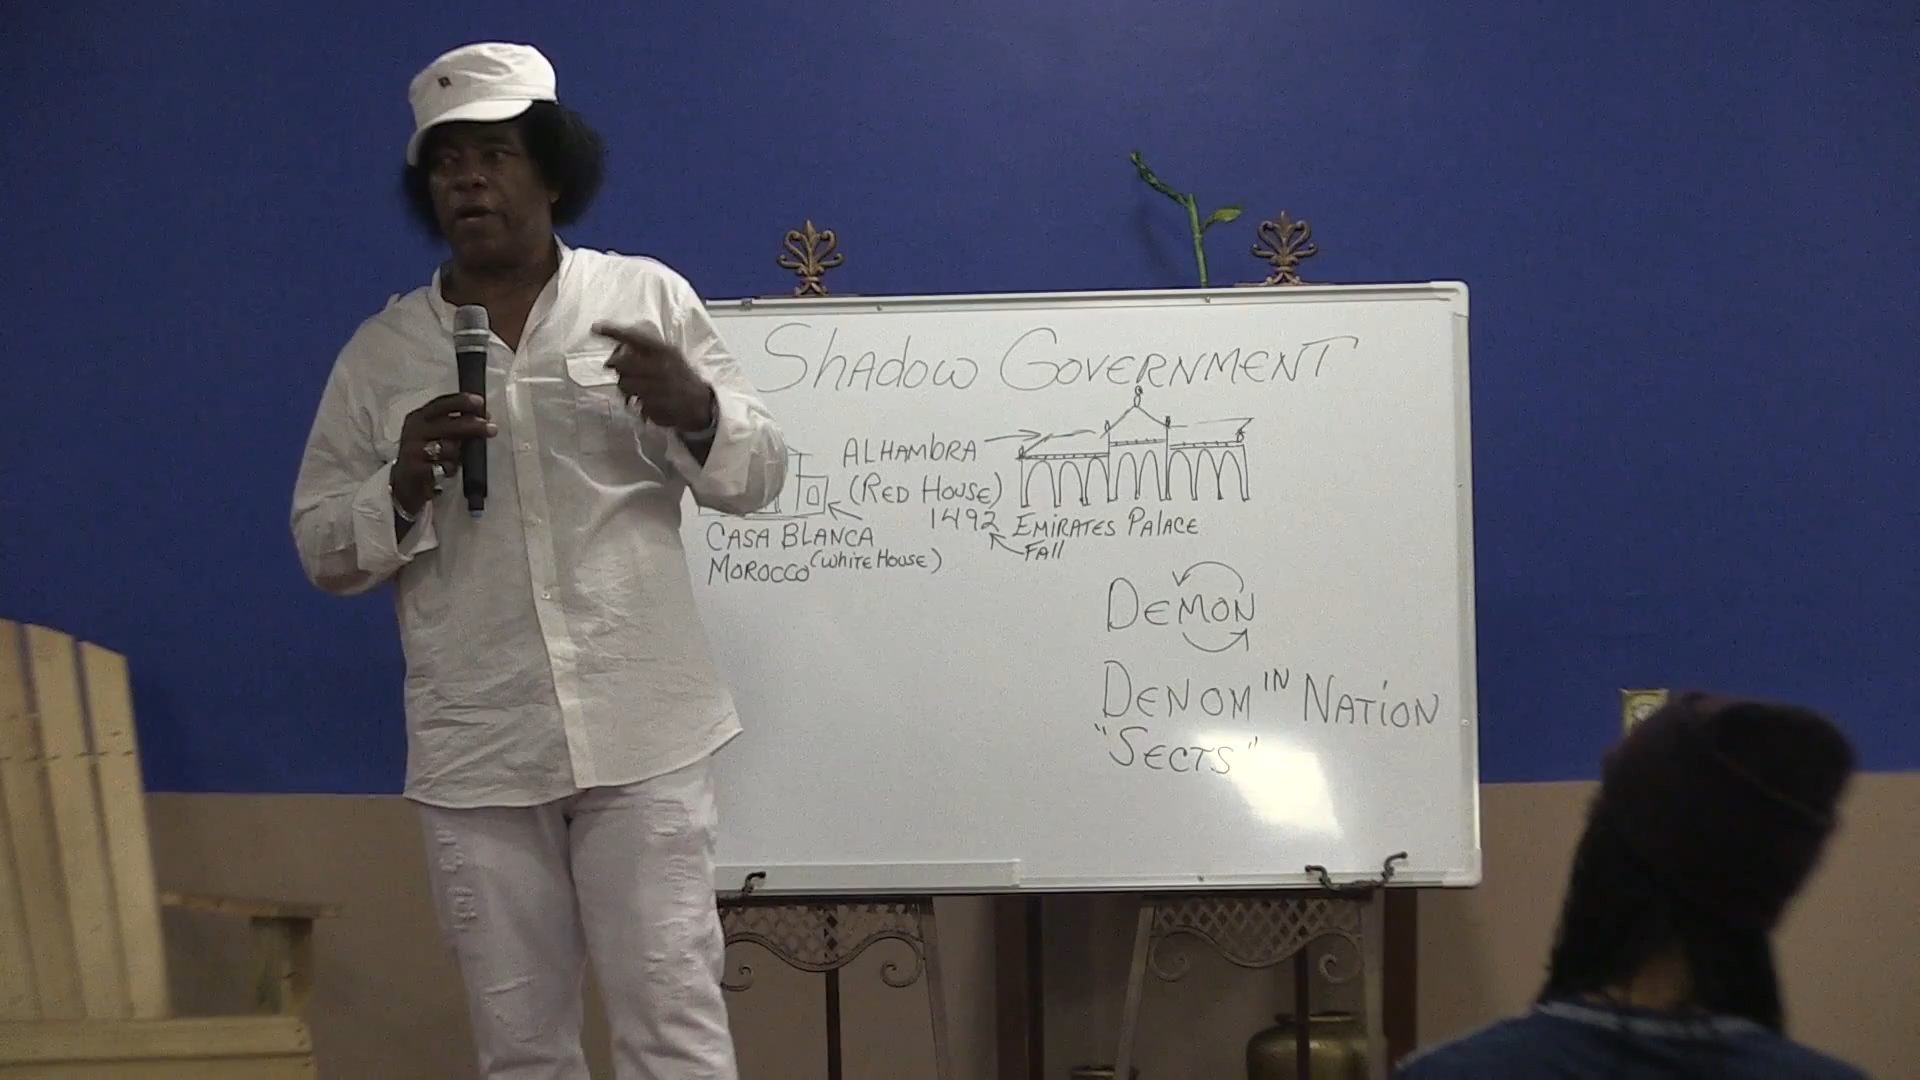 Shadow Government
Alhambra
(Red House)
1492 Emirates Palace
Fall
Casa Blanca
Morocco (White House)
Demon
Denom in Nation
"Sects"